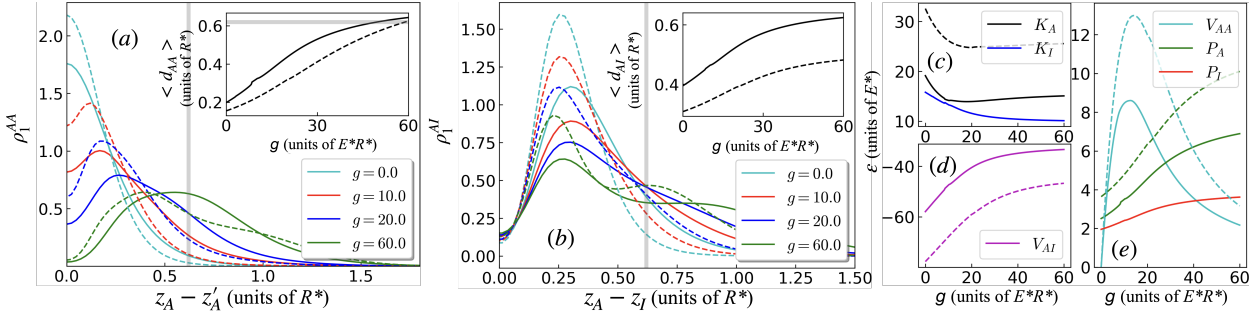 (a)
ρ₁ᴬᴬ
2.0
1.5
1.0
0.5
0.0
0.5
1.0
1.5
z_A − z′_A (units of R*)
< d_AA >
(units of R*)
0.6
0.4
0.2
0
30
60
g (units of E*R*)
g = 0.0
g = 10.0
g = 20.0
g = 60.0
(b)
ρ₁ᴬᴵ
1.50
1.25
1.00
0.75
0.50
0.25
0.00
0.00
0.25
0.50
0.75
1.00
1.25
1.50
z_A − z_I (units of R*)
< d_AI >
(units of R*)
0.6
0.4
0
30
60
g (units of E*R*)
g = 0.0
g = 10.0
g = 20.0
g = 60.0
ε (units of E*)
30
20
10
(c)
K_A
K_I
0
20
40
60
−40
−60
(d)
V_AI
0
20
40
60
g (units of E*R*)
12
10
8
6
4
2
0
V_AA
P_A
P_I
(e)
0
20
40
60
g (units of E*R*)